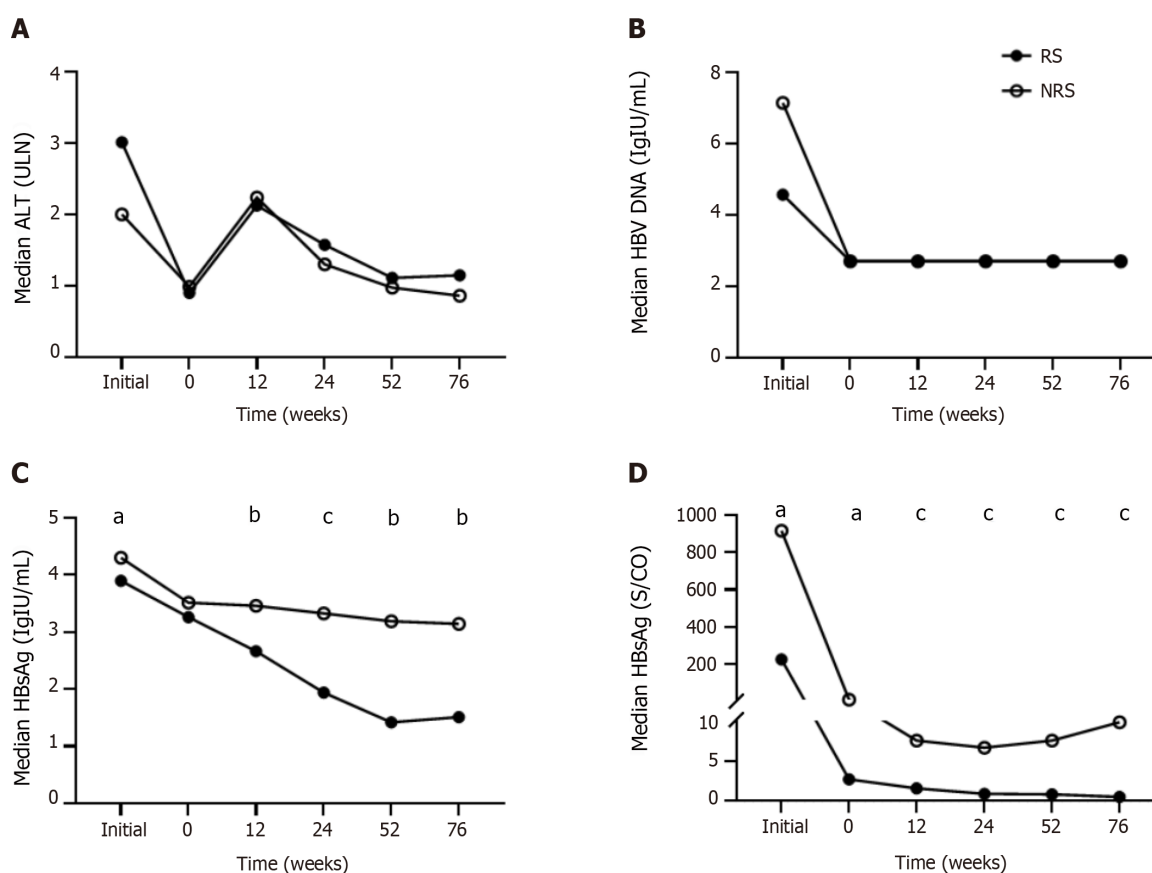 A
Median ALT (ULN)
4
3
2
1
0
Initial 0 12 24 52 76
Time (weeks)
B
RS
NRS
Median HBV DNA (IgIU/mL)
8
6
4
2
0
Initial 0 12 24 52 76
Time (weeks)
C
a b c b b
Median HBsAg (IgIU/mL)
5
4
3
2
1
0
Initial 0 12 24 52 76
Time (weeks)
D
a a c c c c
Median HBsAg (S/CO)
1000
800
600
400
200
10
5
0
Initial 0 12 24 52 76
Time (weeks)